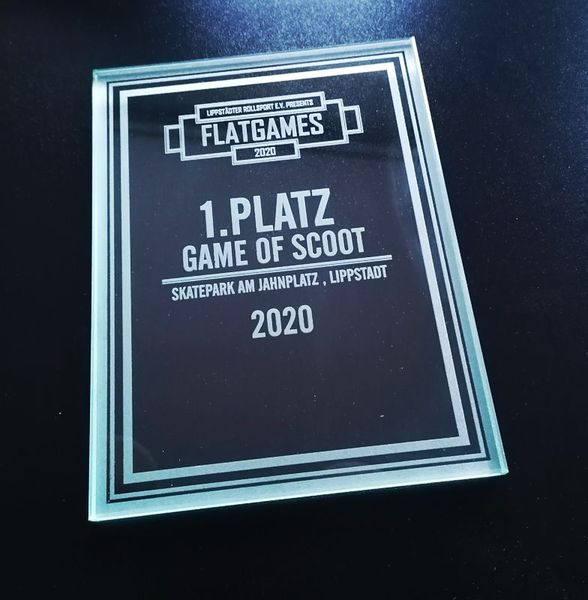 LIPPSTÄDTER ROLLSPORT E.V. PRESENTS
FLATGAMES
2020
1.PLATZ
GAME OF SCOOT
SKATEPARK AM JAHNPLATZ , LIPPSTADT
2020